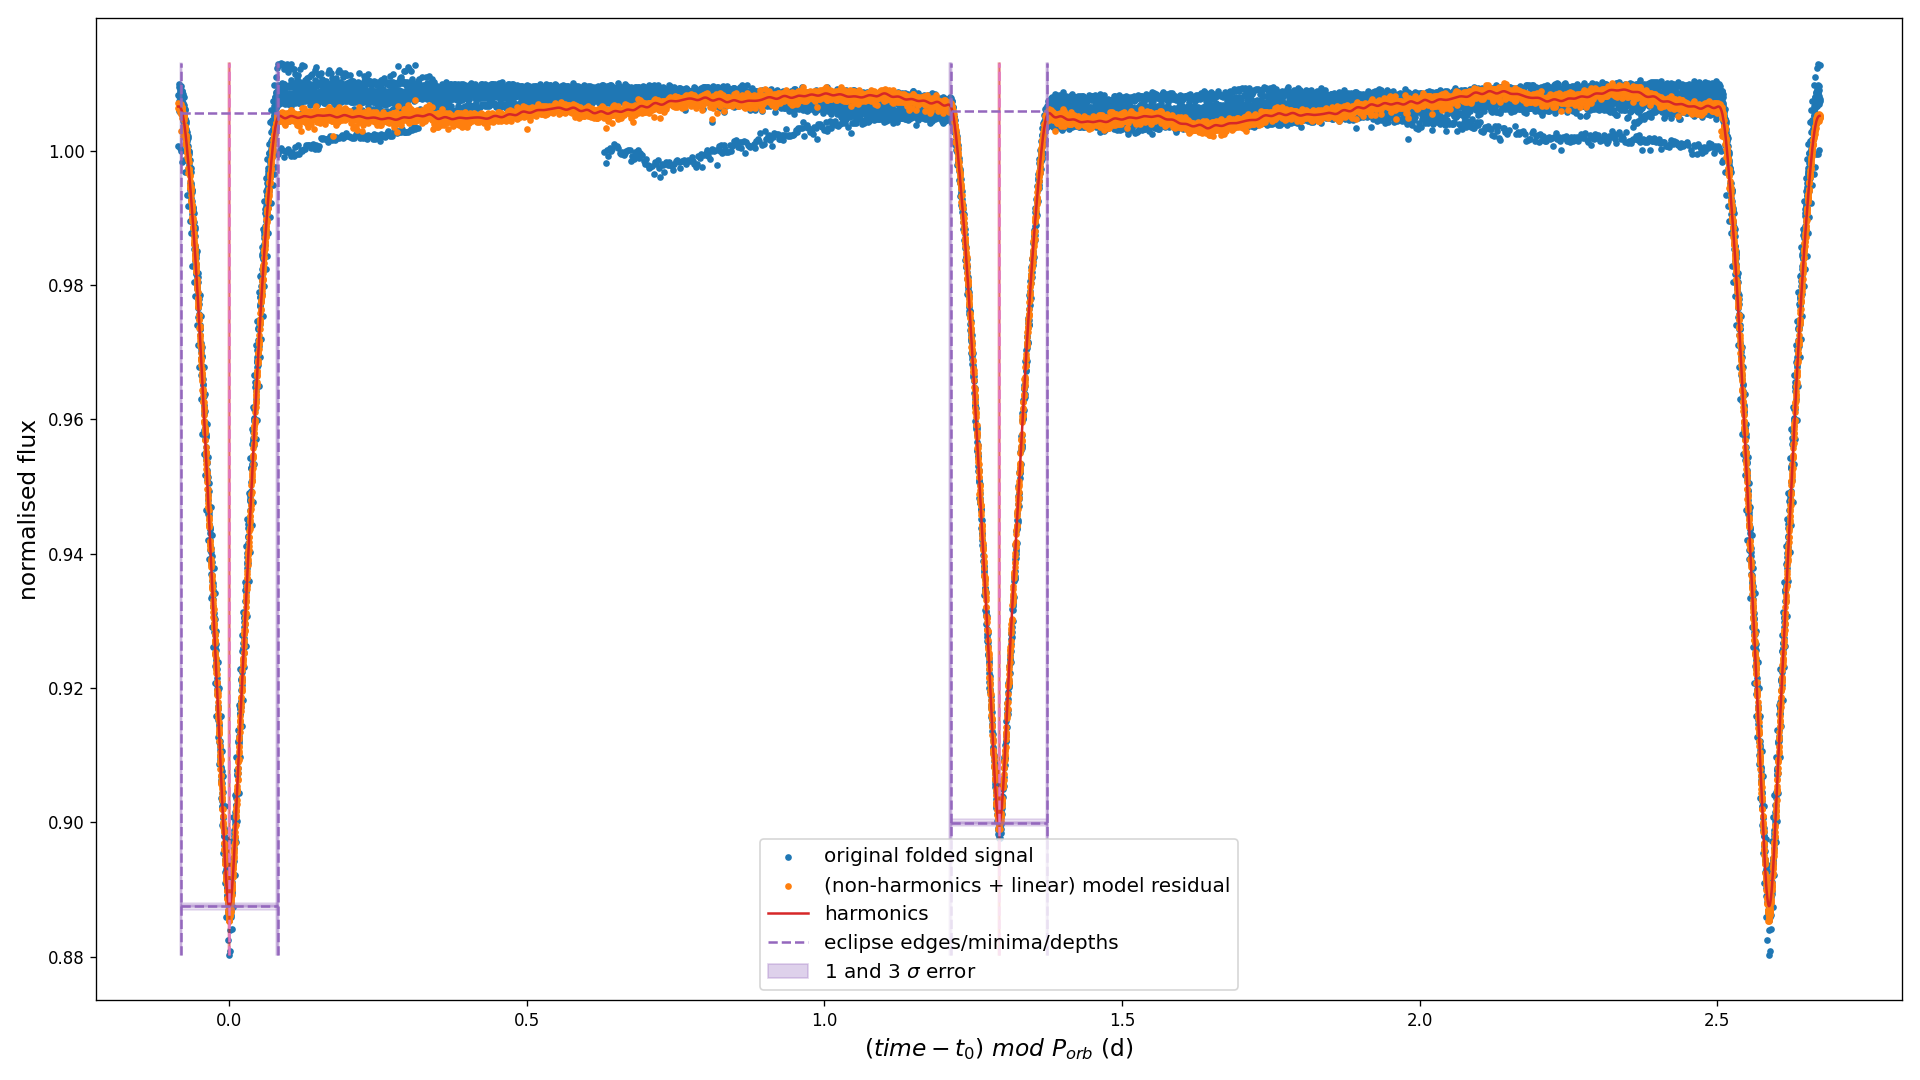 normalised flux
1.00
0.98
0.96
0.94
0.92
0.90
0.88
original folded signal
(non-harmonics + linear) model residual
harmonics
eclipse edges/minima/depths
1 and 3 σ error
0.0 0.5 1.0 1.5 2.0 2.5
(time − t₀) mod P_orb (d)